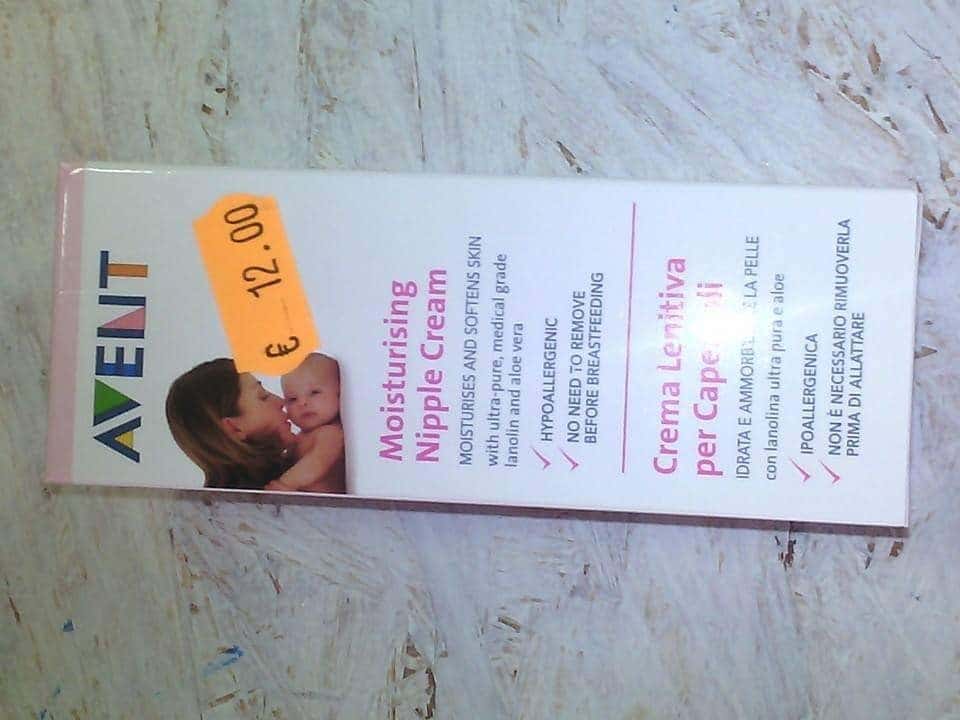 AVENT
€ 12.00
Moisturising
Nipple Cream
MOISTURISES AND SOFTENS SKIN
with ultra-pure, medical grade
lanolin and aloe vera
HYPOALLERGENIC
NO NEED TO REMOVE
BEFORE BREASTFEEDING
Crema Lenitiva
per
IDRATA E LA PELLE
con lanolina ultra pura e aloe
IPOALLERGENICA
NON È NECESSARIO RIMUOVERLA
PRIMA DI ALLATTARE